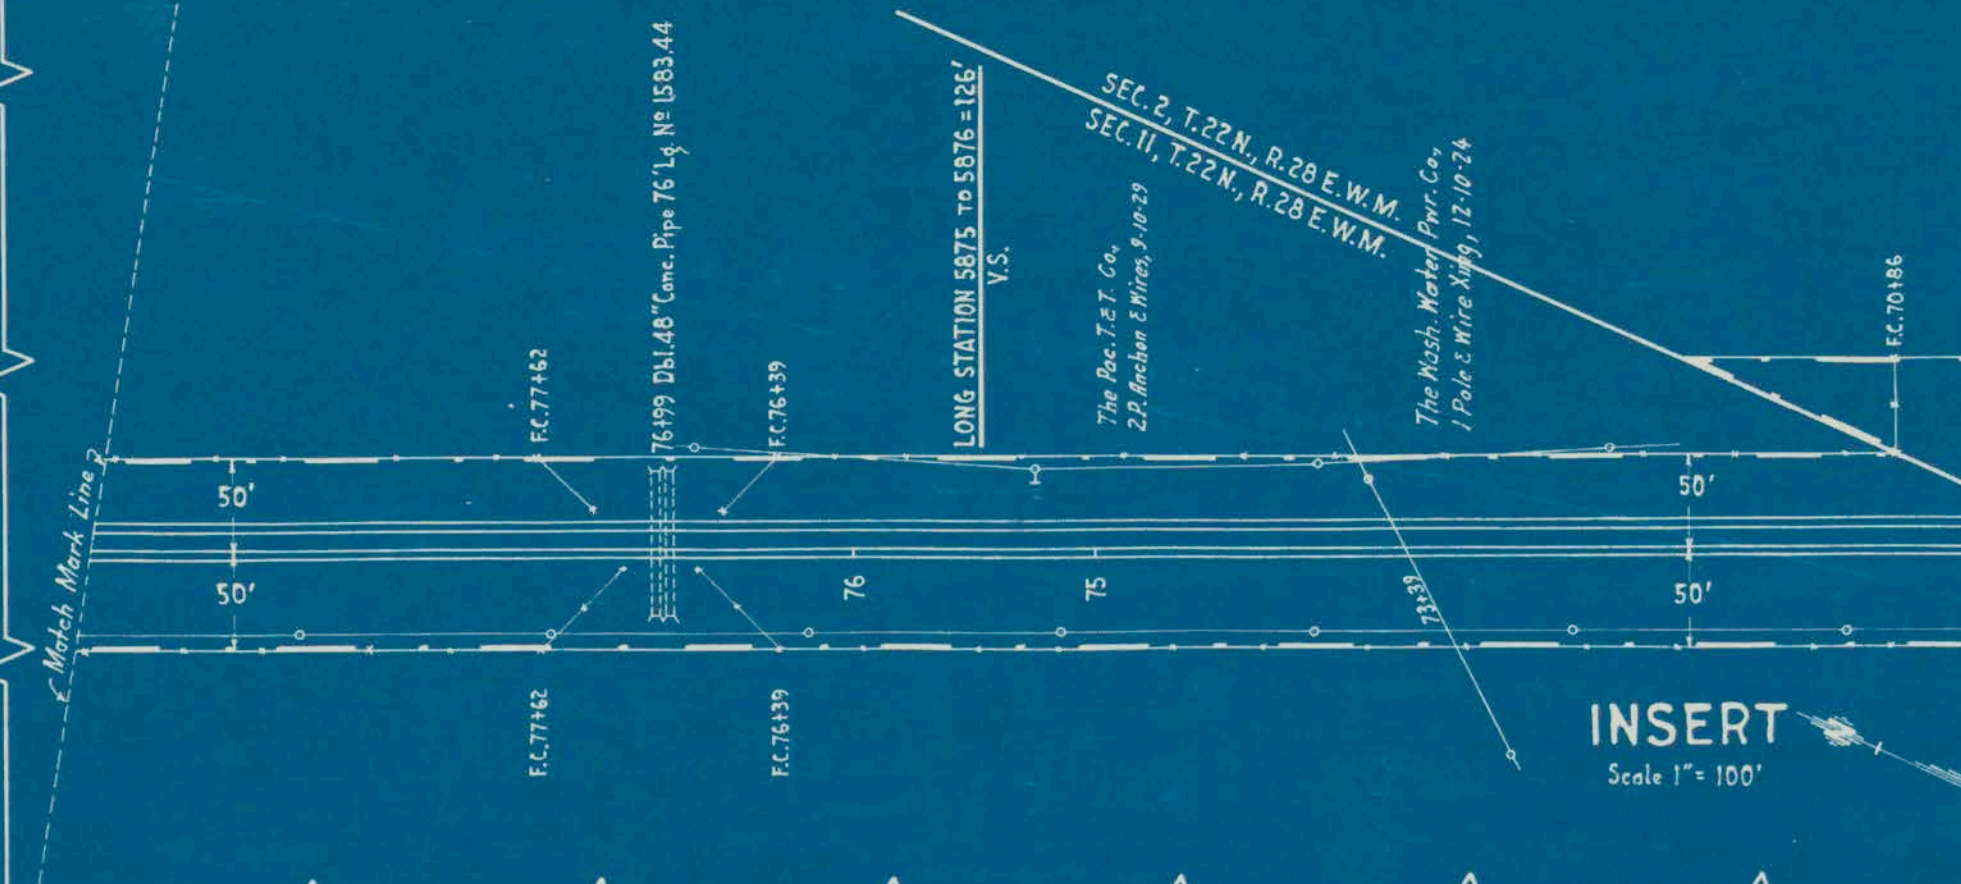 Match Mark Line
50'
50'
F.C.77+62
F.C.77+62
76+99 Dbl.48"Conc.Pipe 76'Lg. Nº 1583.44
F.C.76+39
F.C.76+39
76
LONG STATION 5875 TO 5876=126'
V.S.
75
The Pac.T.&T. Co.,
2.P.Anchor & Wires, 9-10-29
SEC.2, T.22N., R.28 E.W.M.
SEC.11, T.22N., R.28 E.W.M.
The Wash. Water Pwr. Co.,
1 Pole & Wire Xing, 12-10-24
73+39
50'
50'
F.C.70+86
INSERT
Scale 1"=100'